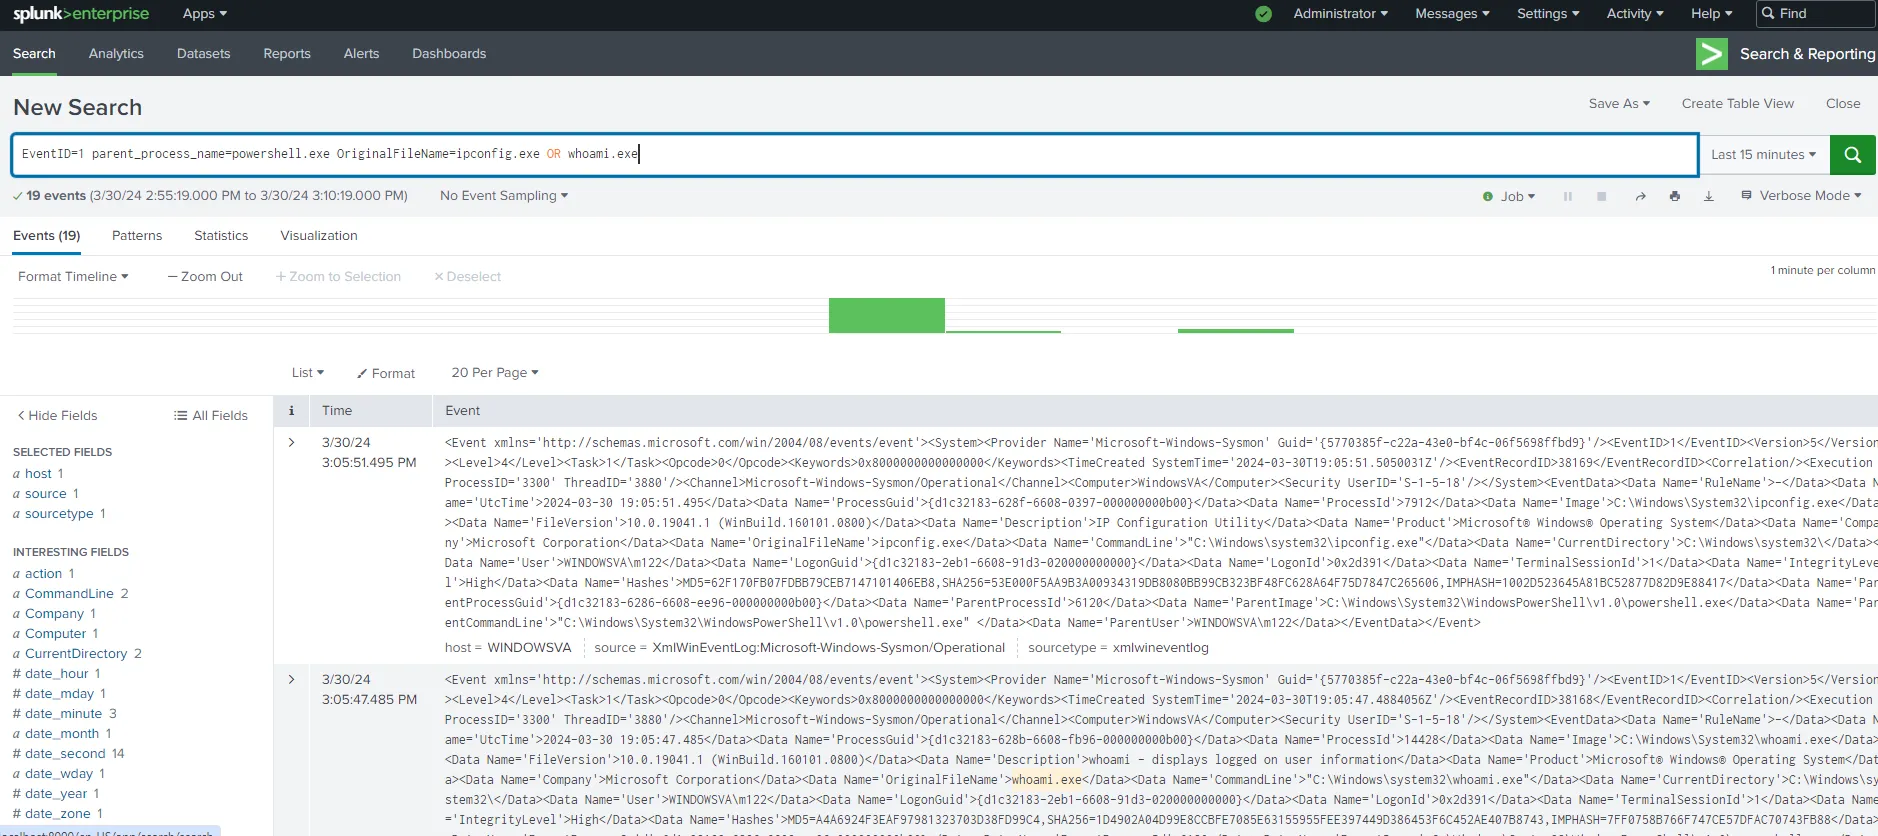 splunk>enterprise Apps Administrator Messages Settings Activity Help Find
Search Analytics Datasets Reports Alerts Dashboards Search & Reporting
New Search Save As Create Table View Close
EventID=1 parent_process_name=powershell.exe OriginalFileName=ipconfig.exe OR whoami.exe Last 15 minutes
19 events (3/30/24 2:55:19.000 PM to 3/30/24 3:10:19.000 PM) No Event Sampling Job Verbose Mode
Events (19) Patterns Statistics Visualization
Format Timeline — Zoom Out + Zoom to Selection × Deselect 1 minute per column
List Format 20 Per Page
< Hide Fields All Fields
i Time Event
SELECTED FIELDS
a host 1
a source 1
a sourcetype 1
INTERESTING FIELDS
a action 1
a CommandLine 2
a Company 1
a Computer 1
a CurrentDirectory 2
# date_hour 1
# date_mday 1
# date_minute 3
a date_month 1
# date_second 14
a date_wday 1
# date_year 1
# date_zone 1
> 3/30/24
3:05:51.495 PM
<Event xmlns='http://schemas.microsoft.com/win/2004/08/events/event'><System><Provider Name='Microsoft-Windows-Sysmon' Guid='{5770385f-c22a-43e0-bf4c-06f5698ffbd9}'/><EventID>1</EventID><Version>5</Version
><Level>4</Level><Task>1</Task><Opcode>0</Opcode><Keywords>0x8000000000000000</Keywords><TimeCreated SystemTime='2024-03-30T19:05:51.5050031Z'/><EventRecordID>38169</EventRecordID><Correlation/><Execution
ProcessID='3300' ThreadID='3880'/><Channel>Microsoft-Windows-Sysmon/Operational</Channel><Computer>WindowsVA</Computer><Security UserID='S-1-5-18'/></System><EventData><Data Name='RuleName'>-</Data><Data N
ame='UtcTime'>2024-03-30 19:05:51.495</Data><Data Name='ProcessGuid'>{d1c32183-628f-6608-0397-000000000b00}</Data><Data Name='ProcessId'>7912</Data><Data Name='Image'>C:\Windows\System32\ipconfig.exe</Data
><Data Name='FileVersion'>10.0.19041.1 (WinBuild.160101.0800)</Data><Data Name='Description'>IP Configuration Utility</Data><Data Name='Product'>Microsoft® Windows® Operating System</Data><Data Name='Compa
ny'>Microsoft Corporation</Data><Data Name='OriginalFileName'>ipconfig.exe</Data><Data Name='CommandLine'>"C:\Windows\system32\ipconfig.exe"</Data><Data Name='CurrentDirectory'>C:\Windows\system32\</Data><
Data Name='User'>WINDOWSVA\m122</Data><Data Name='LogonGuid'>{d1c32183-2eb1-6608-91d3-020000000000}</Data><Data Name='LogonId'>0x2d391</Data><Data Name='TerminalSessionId'>1</Data><Data Name='IntegrityLeve
l'>High</Data><Data Name='Hashes'>MD5=62F170FB07FDBB79CEB7147101406EB8,SHA256=53E000F5AA9B3A00934319DB8080BB99CB323BF48FC628A64F75D7847C265606,IMPHASH=1002D523645A81BC52877D82D9E88417</Data><Data Name='Par
entProcessGuid'>{d1c32183-6286-6608-ee96-000000000b00}</Data><Data Name='ParentProcessId'>6120</Data><Data Name='ParentImage'>C:\Windows\System32\WindowsPowerShell\v1.0\powershell.exe</Data><Data Name='Par
entCommandLine'>"C:\Windows\System32\WindowsPowerShell\v1.0\powershell.exe" </Data><Data Name='ParentUser'>WINDOWSVA\m122</Data></EventData></Event>
host = WINDOWSVA source = XmlWinEventLog:Microsoft-Windows-Sysmon/Operational sourcetype = xmlwineventlog
> 3/30/24
3:05:47.485 PM
<Event xmlns='http://schemas.microsoft.com/win/2004/08/events/event'><System><Provider Name='Microsoft-Windows-Sysmon' Guid='{5770385f-c22a-43e0-bf4c-06f5698ffbd9}'/><EventID>1</EventID><Version>5</Version
><Level>4</Level><Task>1</Task><Opcode>0</Opcode><Keywords>0x8000000000000000</Keywords><TimeCreated SystemTime='2024-03-30T19:05:47.4884056Z'/><EventRecordID>38168</EventRecordID><Correlation/><Execution
ProcessID='3300' ThreadID='3880'/><Channel>Microsoft-Windows-Sysmon/Operational</Channel><Computer>WindowsVA</Computer><Security UserID='S-1-5-18'/></System><EventData><Data Name='RuleName'>-</Data><Data N
ame='UtcTime'>2024-03-30 19:05:47.485</Data><Data Name='ProcessGuid'>{d1c32183-628b-6608-fb96-000000000b00}</Data><Data Name='ProcessId'>14428</Data><Data Name='Image'>C:\Windows\System32\whoami.exe</Data>
<Data Name='FileVersion'>10.0.19041.1 (WinBuild.160101.0800)</Data><Data Name='Description'>whoami - displays logged on user information</Data><Data Name='Product'>Microsoft® Windows® Operating System</Dat
a><Data Name='Company'>Microsoft Corporation</Data><Data Name='OriginalFileName'>whoami.exe</Data><Data Name='CommandLine'>"C:\Windows\system32\whoami.exe"</Data><Data Name='CurrentDirectory'>C:\Windows\sy
stem32\</Data><Data Name='User'>WINDOWSVA\m122</Data><Data Name='LogonGuid'>{d1c32183-2eb1-6608-91d3-020000000000}</Data><Data Name='LogonId'>0x2d391</Data><Data Name='TerminalSessionId'>1</Data><Data Name
='IntegrityLevel'>High</Data><Data Name='Hashes'>MD5=A4A6924F3EAF97981323703D38FD99C4,SHA256=1D4902A04D99E8CCBFE7085E63155955FEE397449D386453F6C452AE407B8743,IMPHASH=7FF0758B766F747CE57DFAC70743FB88</Data>